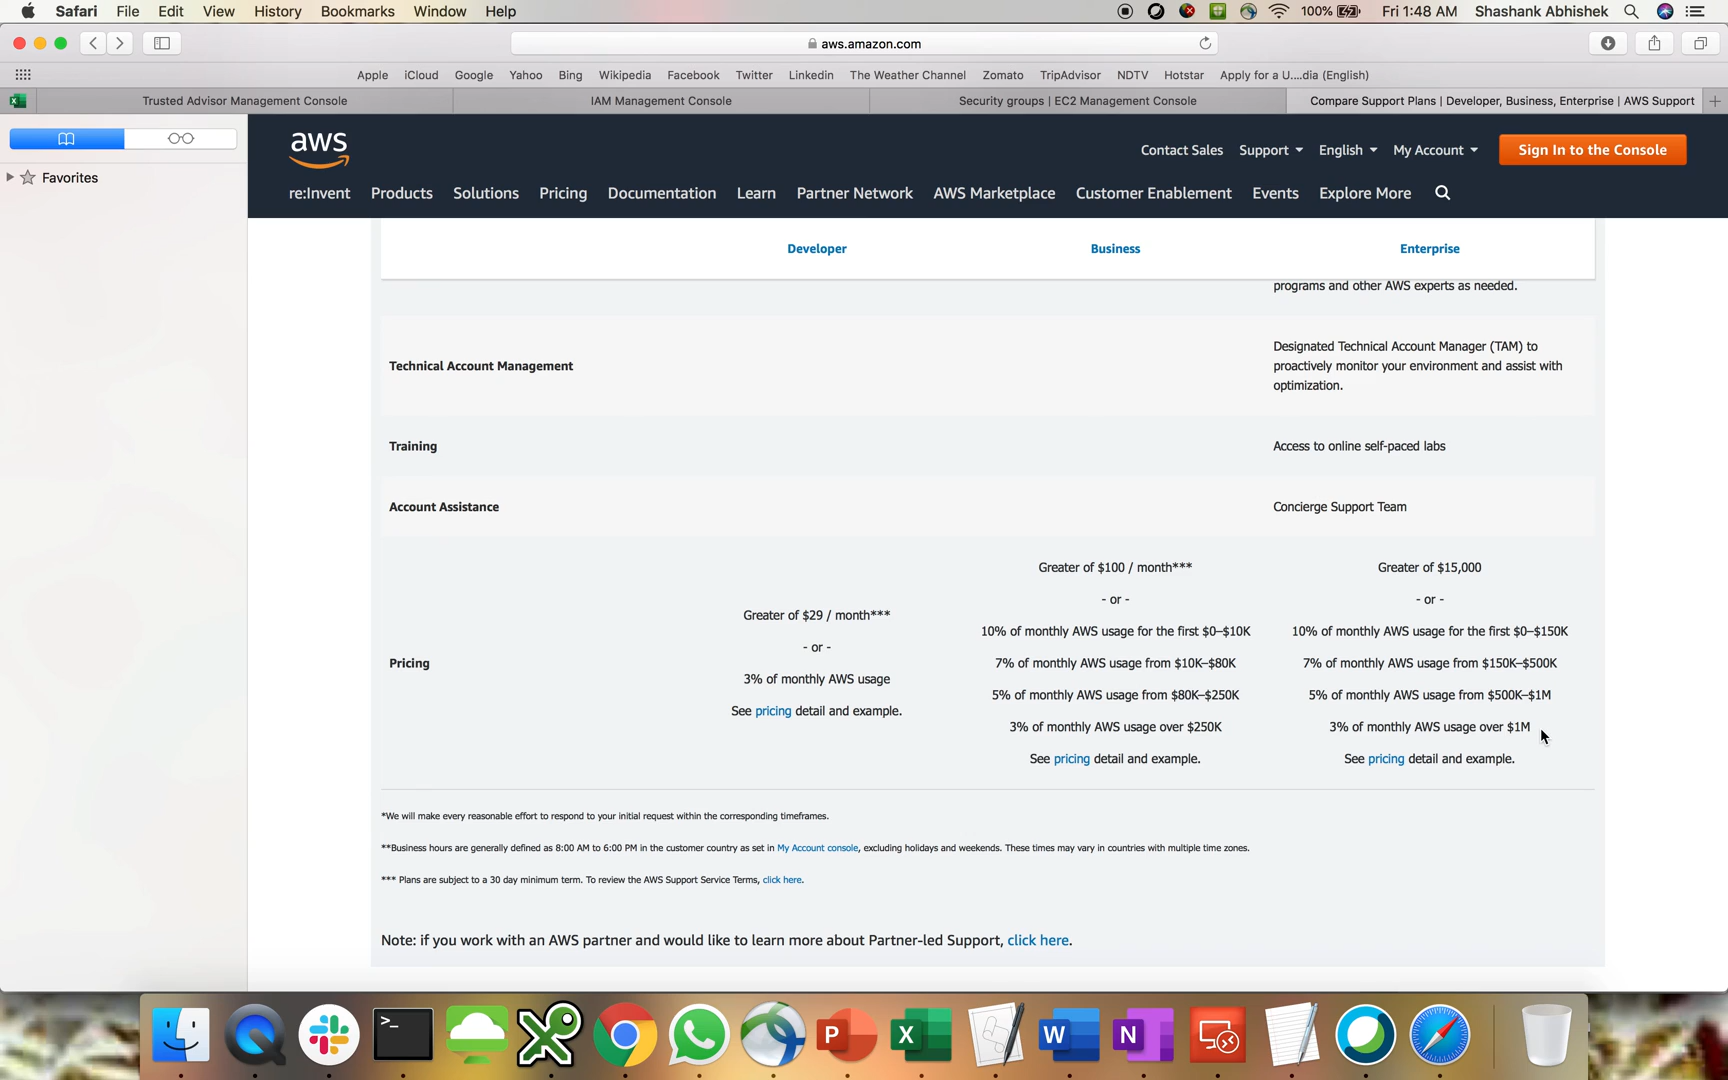 Safari File Edit View History Bookmarks Window Help 100% Fri 1:48 AM Shashank Abhishek
aws.amazon.com
Apple iCloud Google Yahoo Bing Wikipedia Facebook Twitter Linkedin The Weather Channel Zomato TripAdvisor NDTV Hotstar Apply for a U....dia (English)
Trusted Advisor Management Console IAM Management Console Security groups | EC2 Management Console Compare Support Plans | Developer, Business, Enterprise | AWS Support
Favorites
aws
Contact Sales Support English My Account Sign In to the Console
re:Invent Products Solutions Pricing Documentation Learn Partner Network AWS Marketplace Customer Enablement Events Explore More
Developer Business Enterprise
programs and other AWS experts as needed.
Technical Account Management
Designated Technical Account Manager (TAM) to
proactively monitor your environment and assist with
optimization.
Training
Access to online self-paced labs
Account Assistance
Concierge Support Team
Pricing
Greater of $29 / month***
- or -
3% of monthly AWS usage
See pricing detail and example.
Greater of $100 / month***
- or -
10% of monthly AWS usage for the first $0–$10K
7% of monthly AWS usage from $10K–$80K
5% of monthly AWS usage from $80K–$250K
3% of monthly AWS usage over $250K
See pricing detail and example.
Greater of $15,000
- or -
10% of monthly AWS usage for the first $0–$150K
7% of monthly AWS usage from $150K–$500K
5% of monthly AWS usage from $500K–$1M
3% of monthly AWS usage over $1M
See pricing detail and example.
*We will make every reasonable effort to respond to your initial request within the corresponding timeframes.
**Business hours are generally defined as 8:00 AM to 6:00 PM in the customer country as set in My Account console, excluding holidays and weekends. These times may vary in countries with multiple time zones.
*** Plans are subject to a 30 day minimum term. To review the AWS Support Service Terms, click here.
Note: if you work with an AWS partner and would like to learn more about Partner-led Support, click here.
>_
X
P
X
W
N